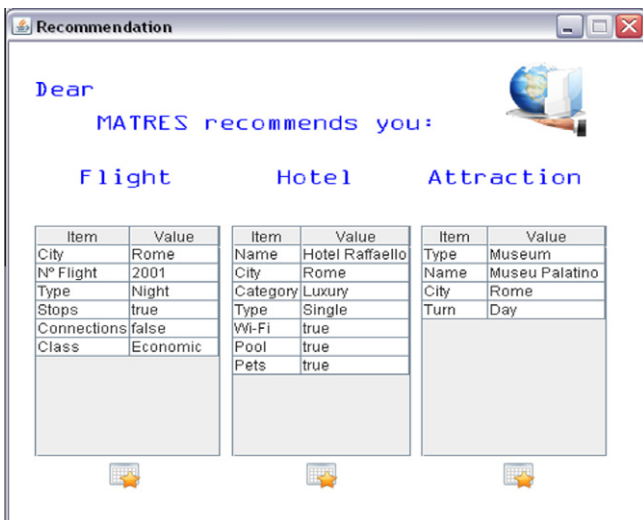 Recommendation
Dear
MATRES recommends you:
Flight Hotel Attraction
Item Value
City Rome
Nº Flight 2001
Type Night
Stops true
Connections false
Class Economic
Item Value
Name Hotel Raffaello
City Rome
Category Luxury
Type Single
Wi-Fi true
Pool true
Pets true
Item Value
Type Museum
Name Museu Palatino
City Rome
Turn Day